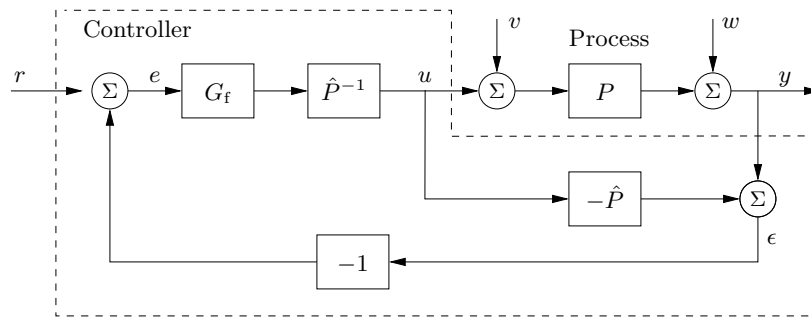 Controller
v
w
Process
r
Σ
e
G_f
P̂⁻¹
u
Σ
P
Σ
y
−P̂
Σ
ϵ
−1